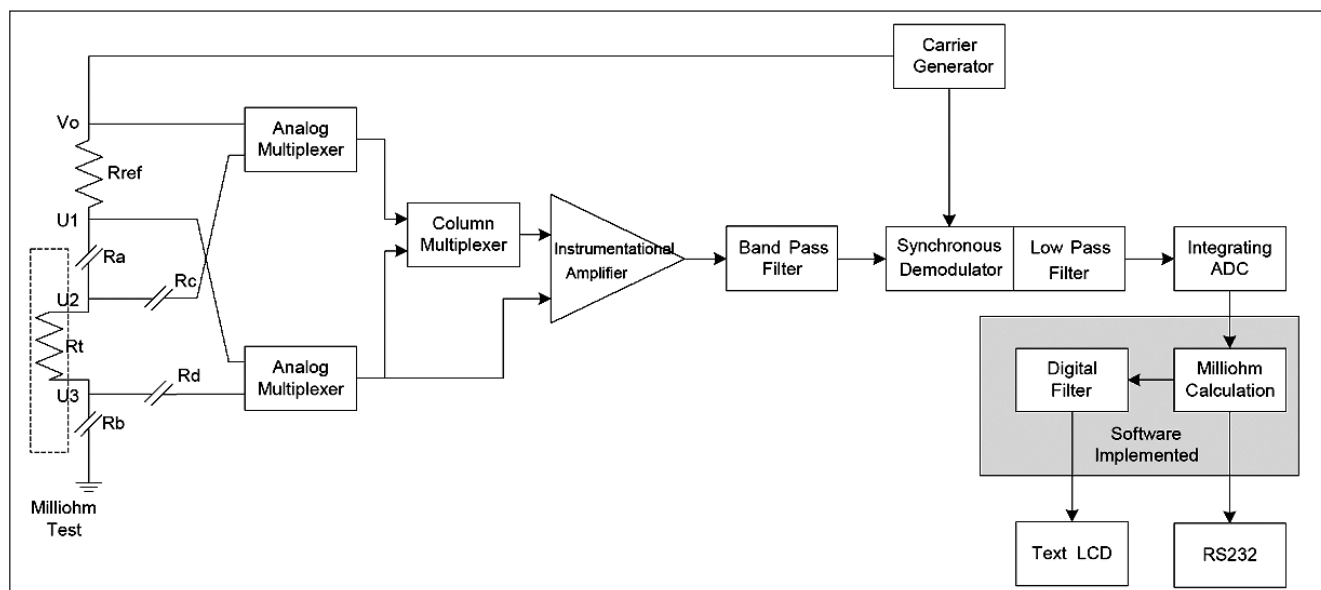 Carrier
Generator
Vo
Analog
Multiplexer
Rref
U1
Column
Multiplexer
Instrumentational
Amplifier
Band Pass
Filter
Synchronous
Demodulator
Low Pass
Filter
Integrating
ADC
Ra
Rc
U2
Rt
Rd
Analog
Multiplexer
U3
Rb
Digital
Filter
Milliohm
Calculation
Software
Implemented
Milliohm
Test
Text LCD
RS232